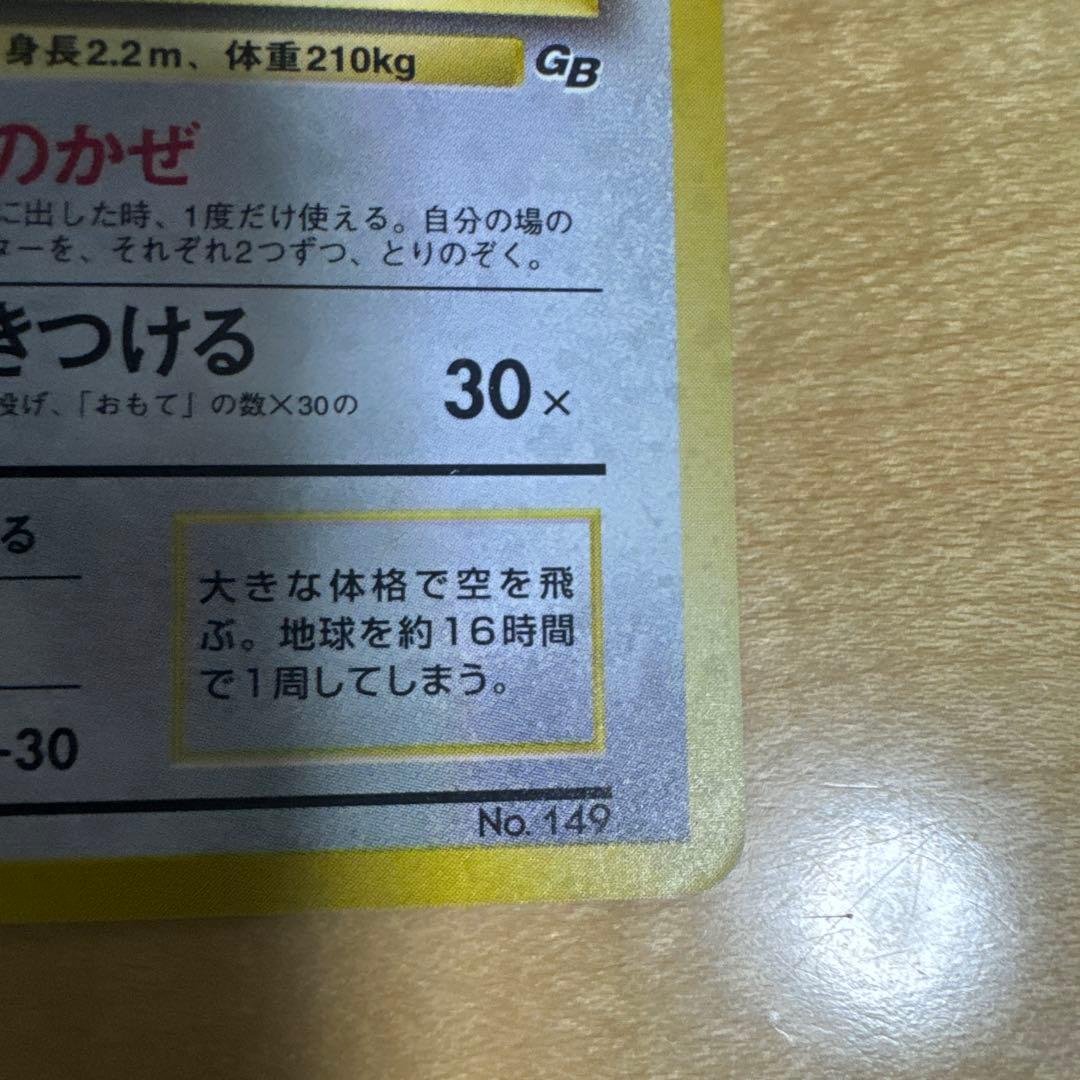 身長2.2m、体重210kg
GB
のかぜ
に出した時、1度だけ使える。自分の場の
ーを、それぞれ2つずつ、とりのぞく。
きつける
30×
投げ、「おもて」の数×30の
る
大きな体格で空を飛
ぶ。地球を約16時間
で1周してしまう。
-30
No. 149